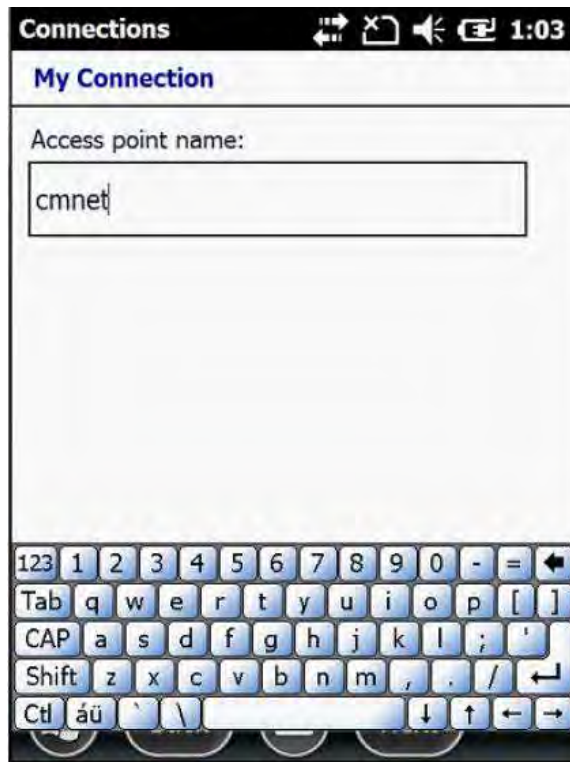 Connections 1:03
My Connection
Access point name:
cmnet
123 1 2 3 4 5 6 7 8 9 0 - =
Tab q w e r t y u i o p [ ]
CAP a s d f g h j k l ; '
Shift z x c v b n m , . /
Ctl áü ` \